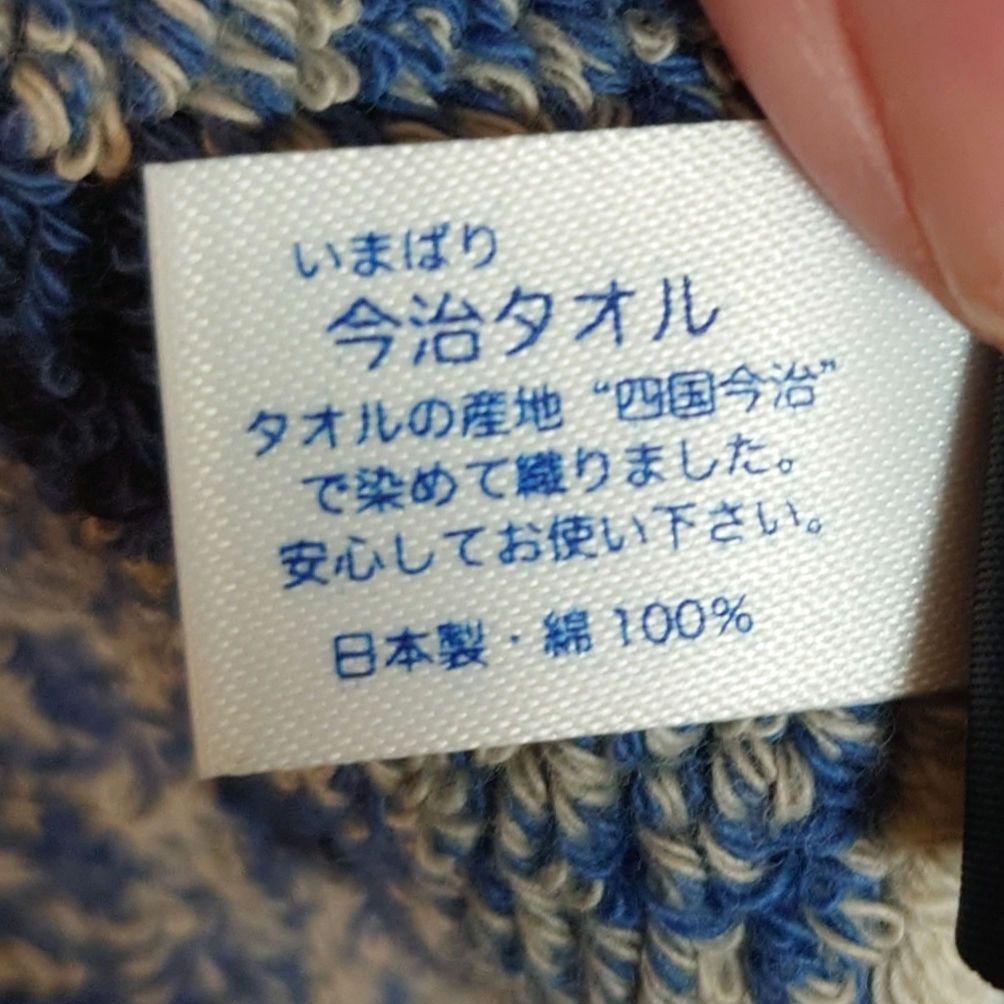 いまばり
今治タオル
タオルの産地 “四国今治”
で染めて織りました。
安心してお使い下さい。
日本製・綿 100%